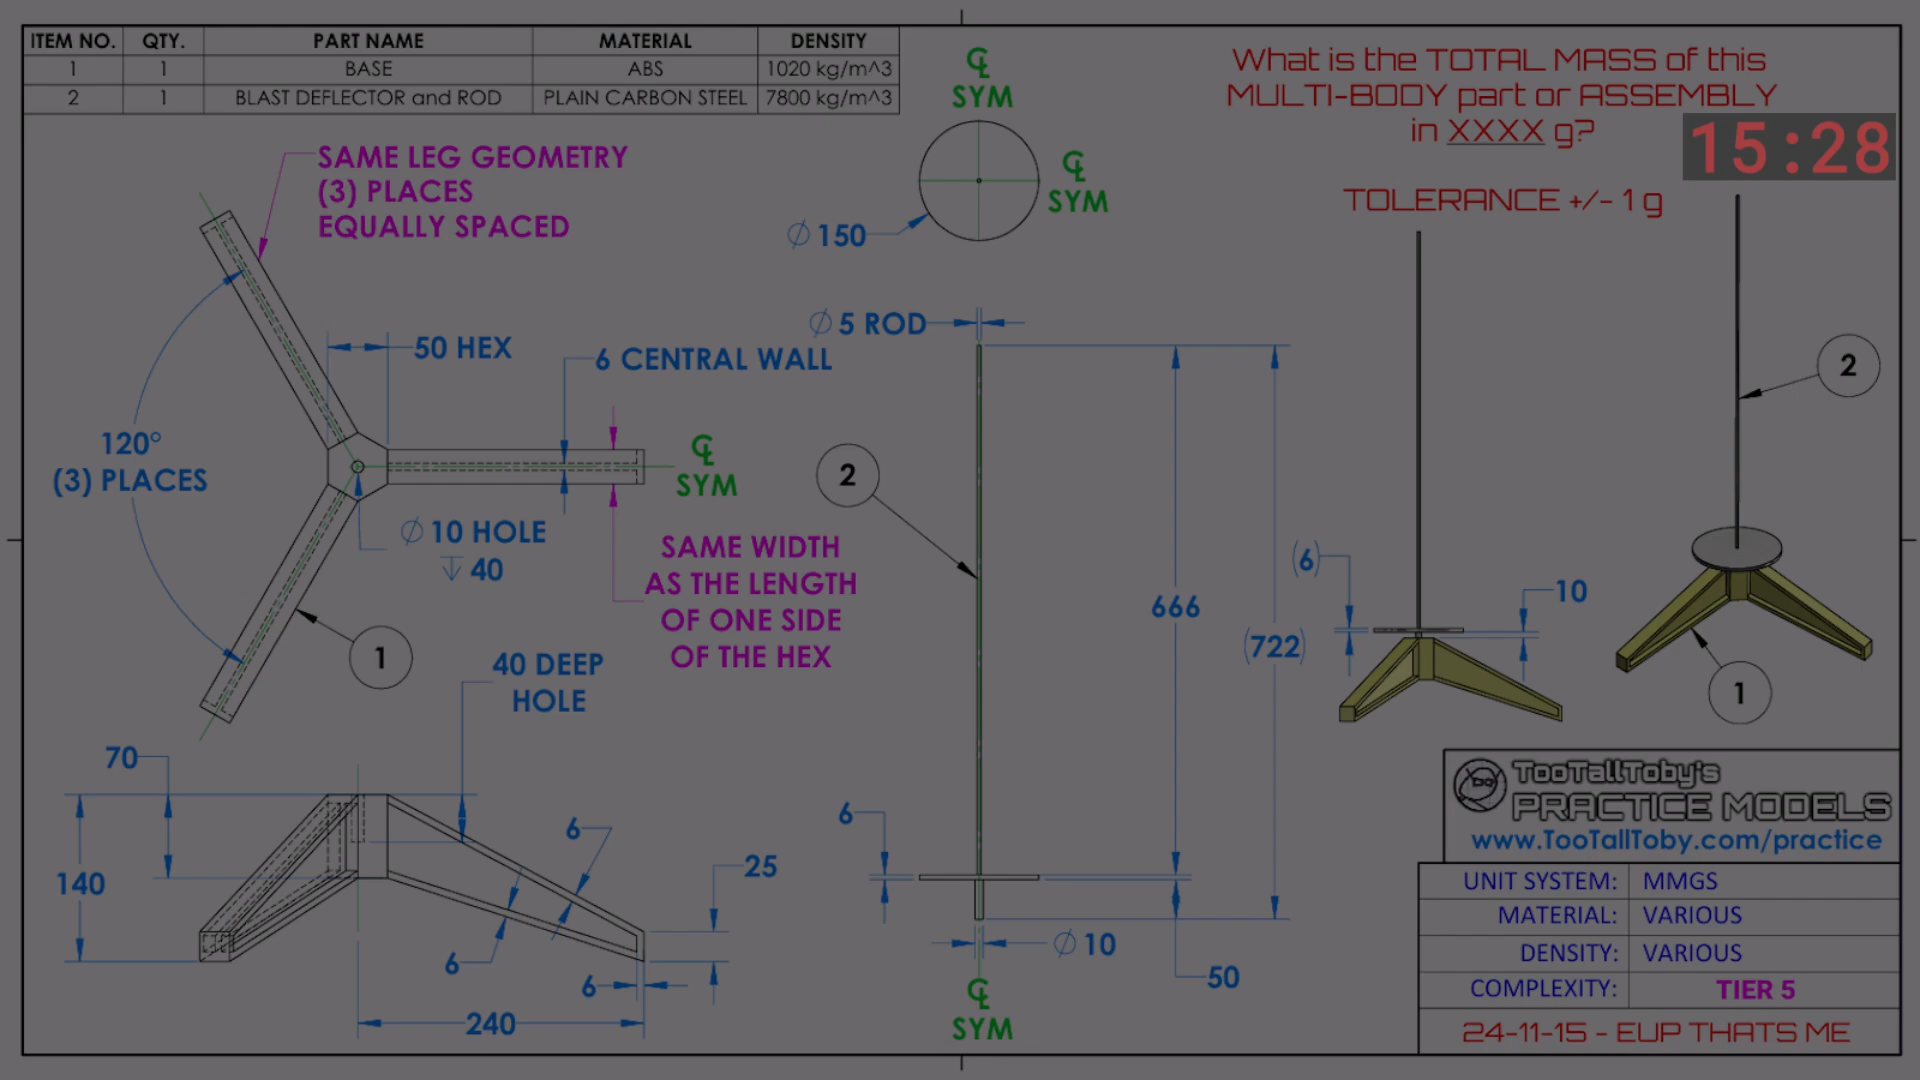 ITEM NO. QTY. PART NAME MATERIAL DENSITY
1 1 BASE ABS 1020 kg/m^3
2 1 BLAST DEFLECTOR and ROD PLAIN CARBON STEEL 7800 kg/m^3
What is the TOTAL MASS of this
MULTI-BODY part or ASSEMBLY
in XXXX g?
15:28
TOLERANCE +/- 1 g
SAME LEG GEOMETRY
(3) PLACES
EQUALLY SPACED
℄
SYM
℄
SYM
∅ 150
∅ 5 ROD
50 HEX
6 CENTRAL WALL
120°
(3) PLACES
℄
SYM
∅ 10 HOLE
↧ 40
SAME WIDTH
AS THE LENGTH
OF ONE SIDE
OF THE HEX
1
2
666
(722)
2
(6)
10
1
40 DEEP
HOLE
70
140
6
25
6
6
240
6
∅ 10
50
℄
SYM
TooTallToby's
PRACTICE MODELS
www.TooTallToby.com/practice
UNIT SYSTEM: MMGS
MATERIAL: VARIOUS
DENSITY: VARIOUS
COMPLEXITY: TIER 5
24-11-15 - EUP THATS ME